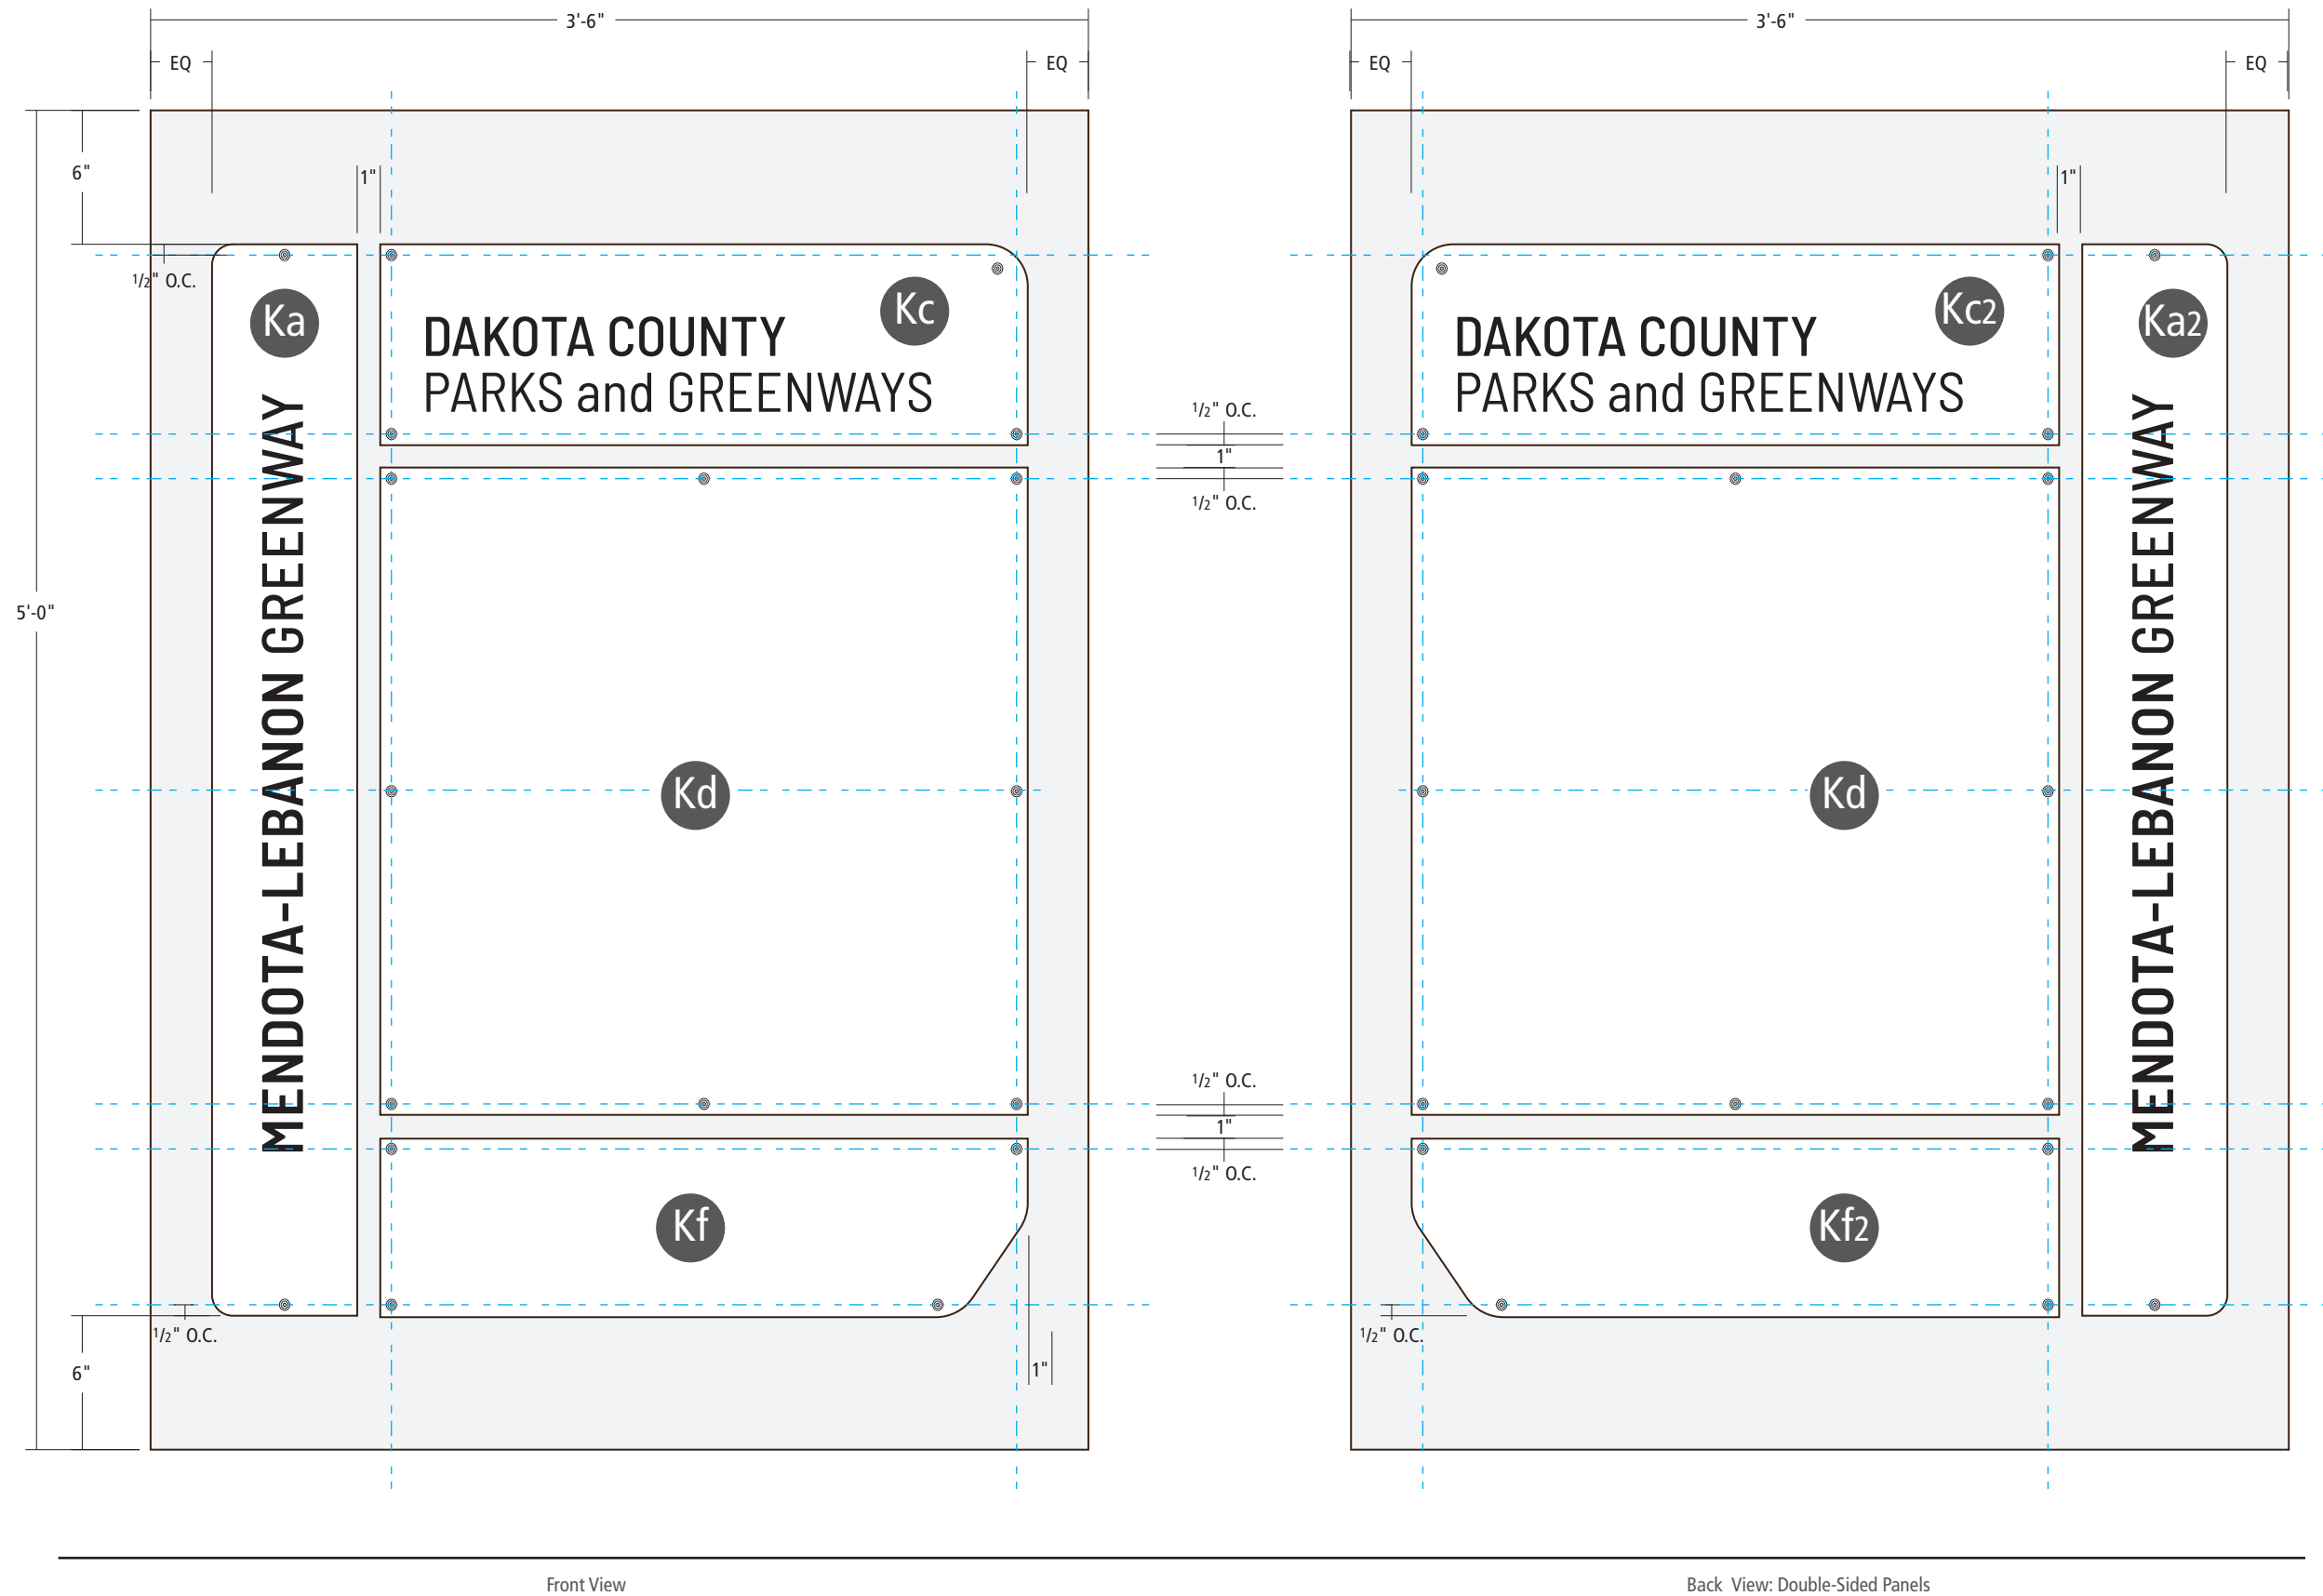 3'-6"
3'-6"
EQ
EQ
EQ
EQ
6"
1"
1"
1/2" O.C.
Ka
Kc
DAKOTA COUNTY
PARKS and GREENWAYS
MENDOTA-LEBANON GREENWAY
Kc2
Ka2
DAKOTA COUNTY
PARKS and GREENWAYS
MENDOTA-LEBANON GREENWAY
1/2" O.C.
1"
1/2" O.C.
5'-0"
Kd
Kd
1/2" O.C.
1"
1/2" O.C.
Kf
Kf2
1/2" O.C.
1/2" O.C.
6"
1"
Front View
Back View: Double-Sided Panels